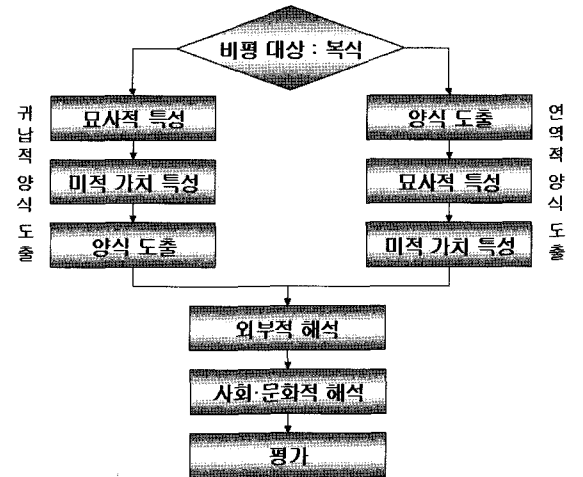 비평 대상 : 복식
귀납적 양식 도출
묘사적 특성
미적 가치 특성
양식 도출
연역적 양식 도출
양식 도출
묘사적 특성
미적 가치 특성
외부적 해석
사회·문화적 해석
평가